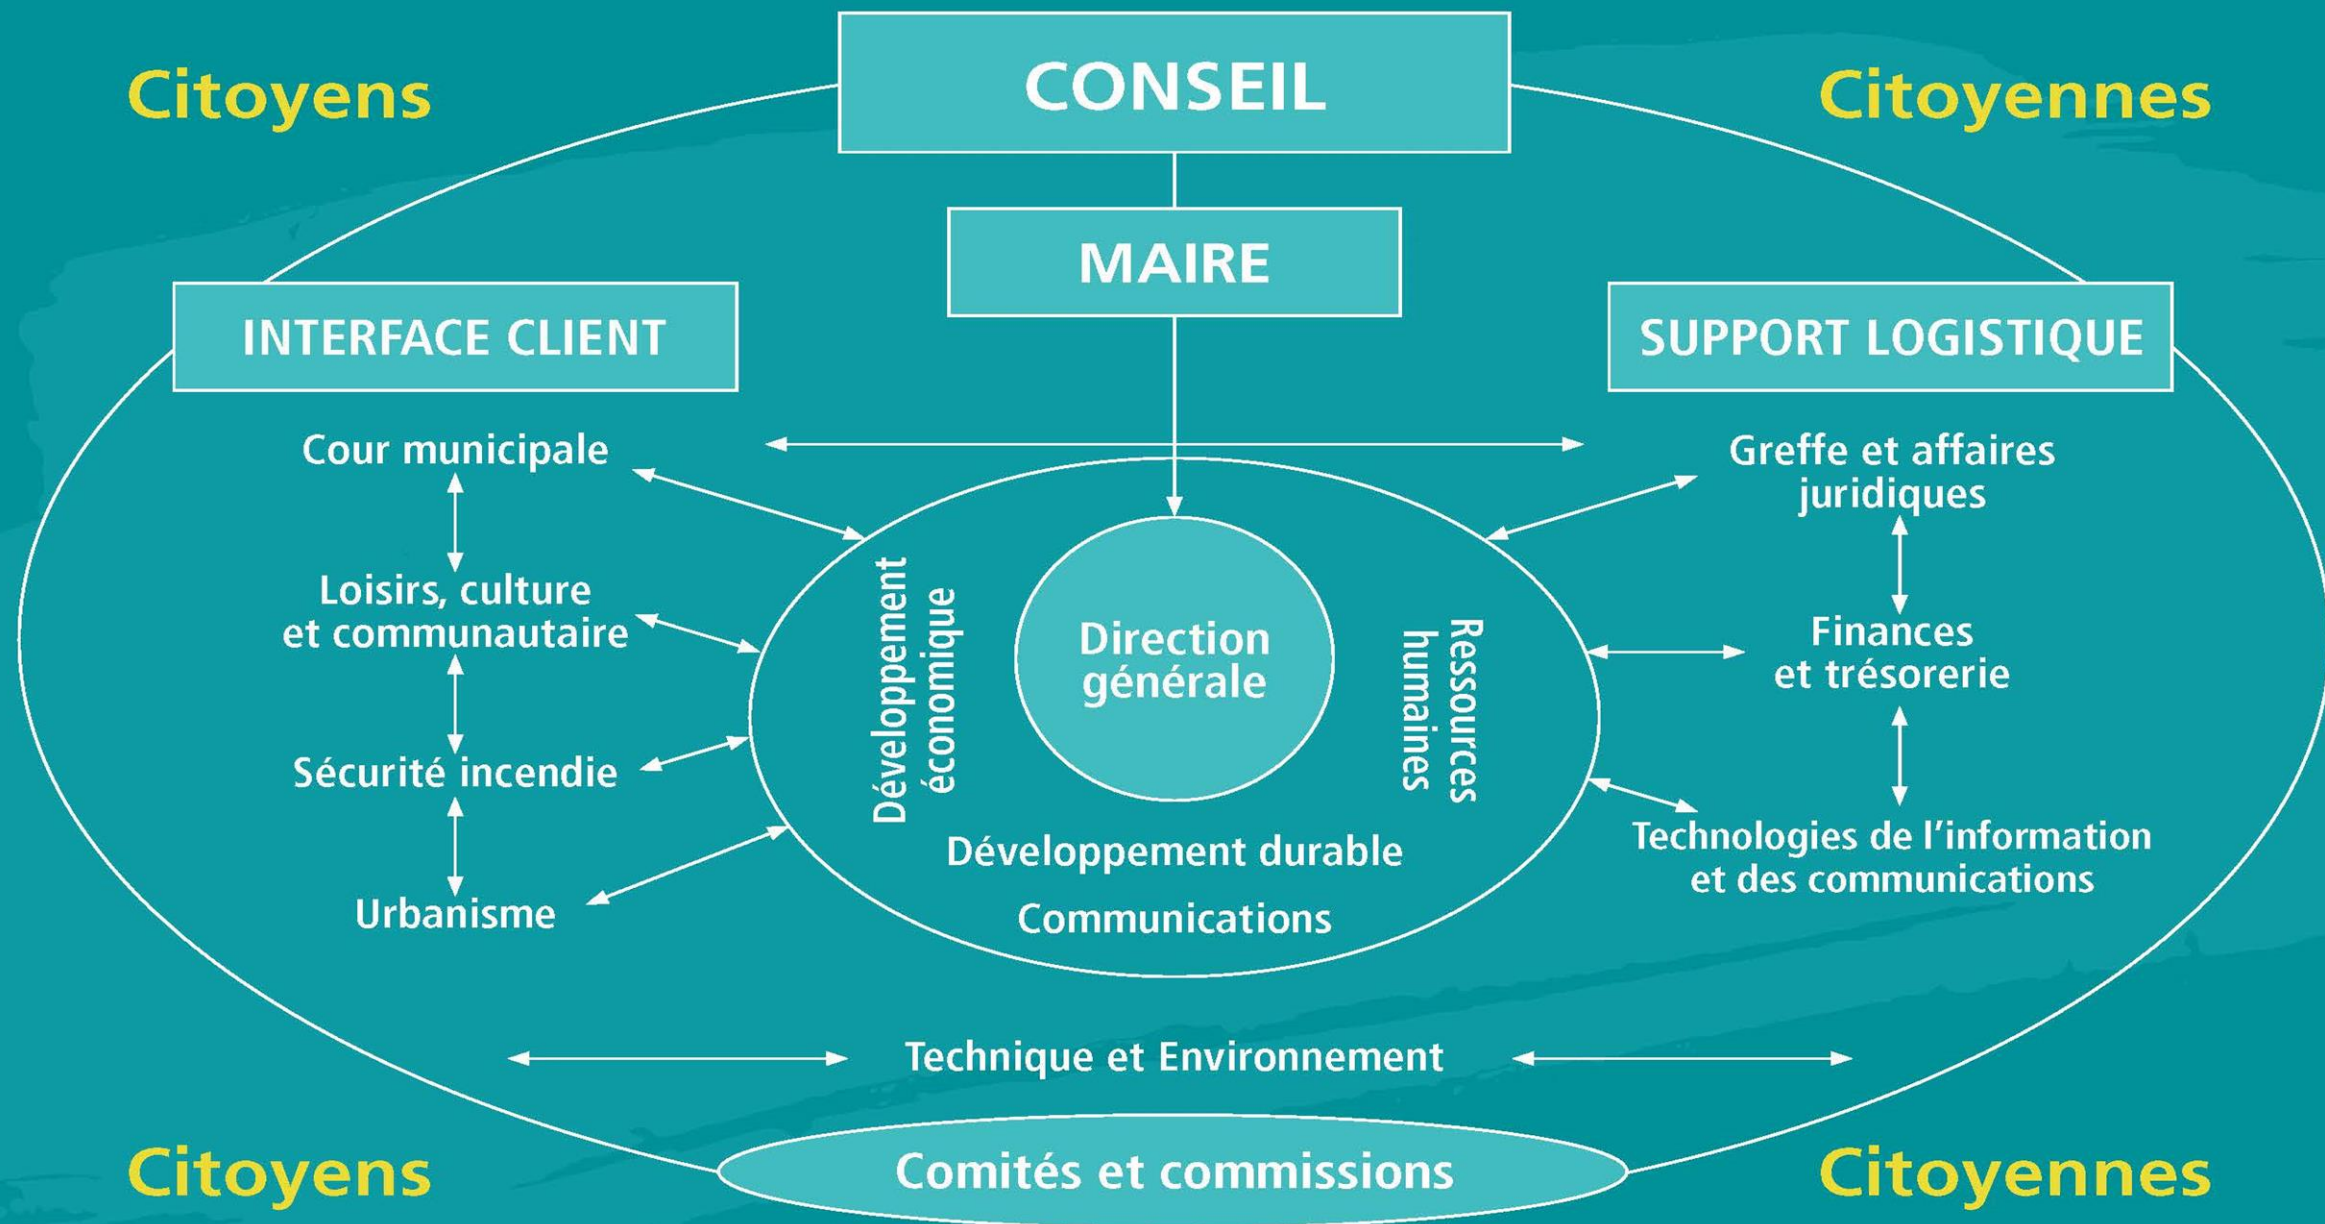 Citoyens
CONSEIL
Citoyennes
MAIRE
INTERFACE CLIENT
SUPPORT LOGISTIQUE
Cour municipale
Loisirs, culture
et communautaire
Sécurité incendie
Urbanisme
Développement
économique
Direction
générale
Ressources
humaines
Développement durable
Communications
Greffe et affaires
juridiques
Finances
et trésorerie
Technologies de l'information
et des communications
Technique et Environnement
Citoyens
Comités et commissions
Citoyennes